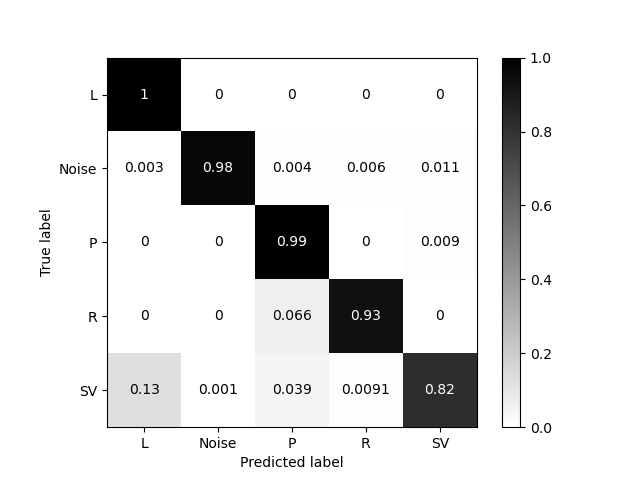 1.0
L 1 0 0 0 0
0.8
Noise 0.003 0.98 0.004 0.006 0.011
0.6
P 0 0 0.99 0 0.009
0.4
R 0 0 0.066 0.93 0
0.2
SV 0.13 0.001 0.039 0.0091 0.82
0.0
L Noise P R SV
Predicted label
True label